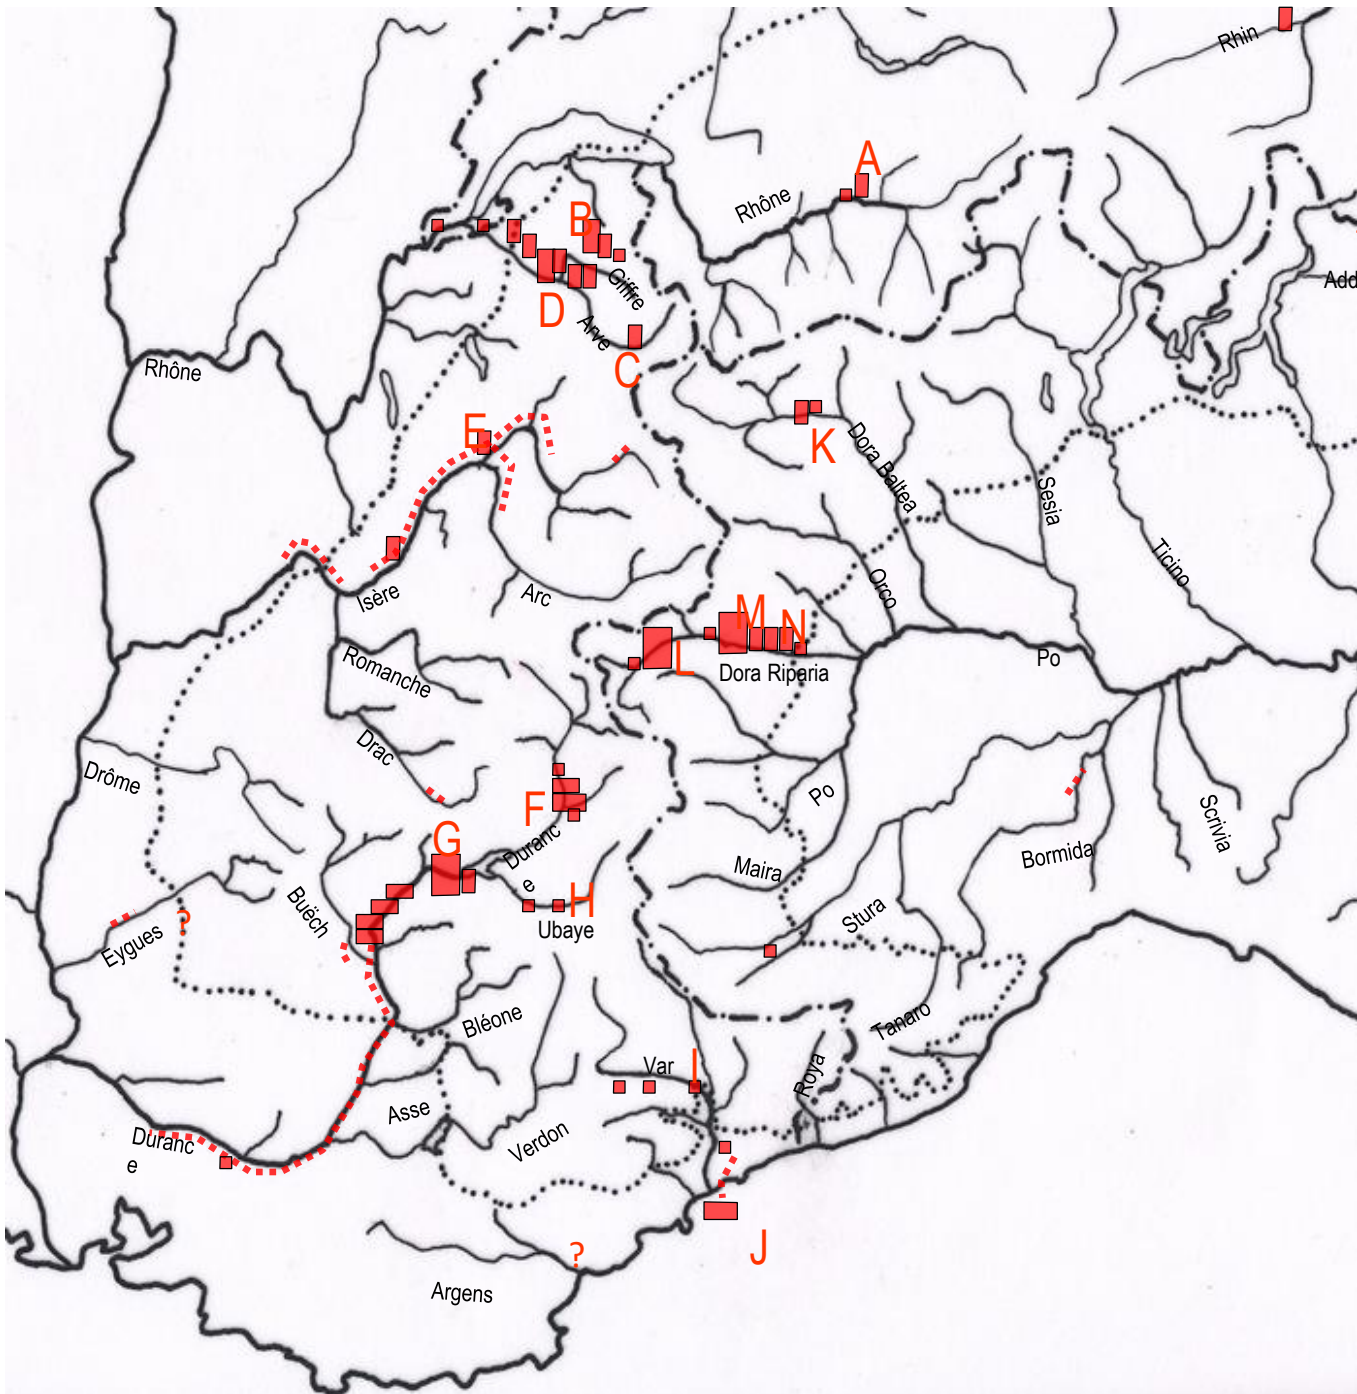 Rhin
A
Rhône
B
Giffre
Add
D
Arve
C
Rhône
E
K
Dora Baltea
Sesia
Ticino
Isère
Arc
Orco
M
N
L
Dora Riparia
Po
Romanche
Drac
Drôme
F
Po
Scrivia
G
Duranc
e
Maira
Bormida
Buëch
H
Stura
?
Eygues
Ubaye
Bléone
Tanaro
Var
I
Roya
Asse
Verdon
Duranc
e
J
?
Argens